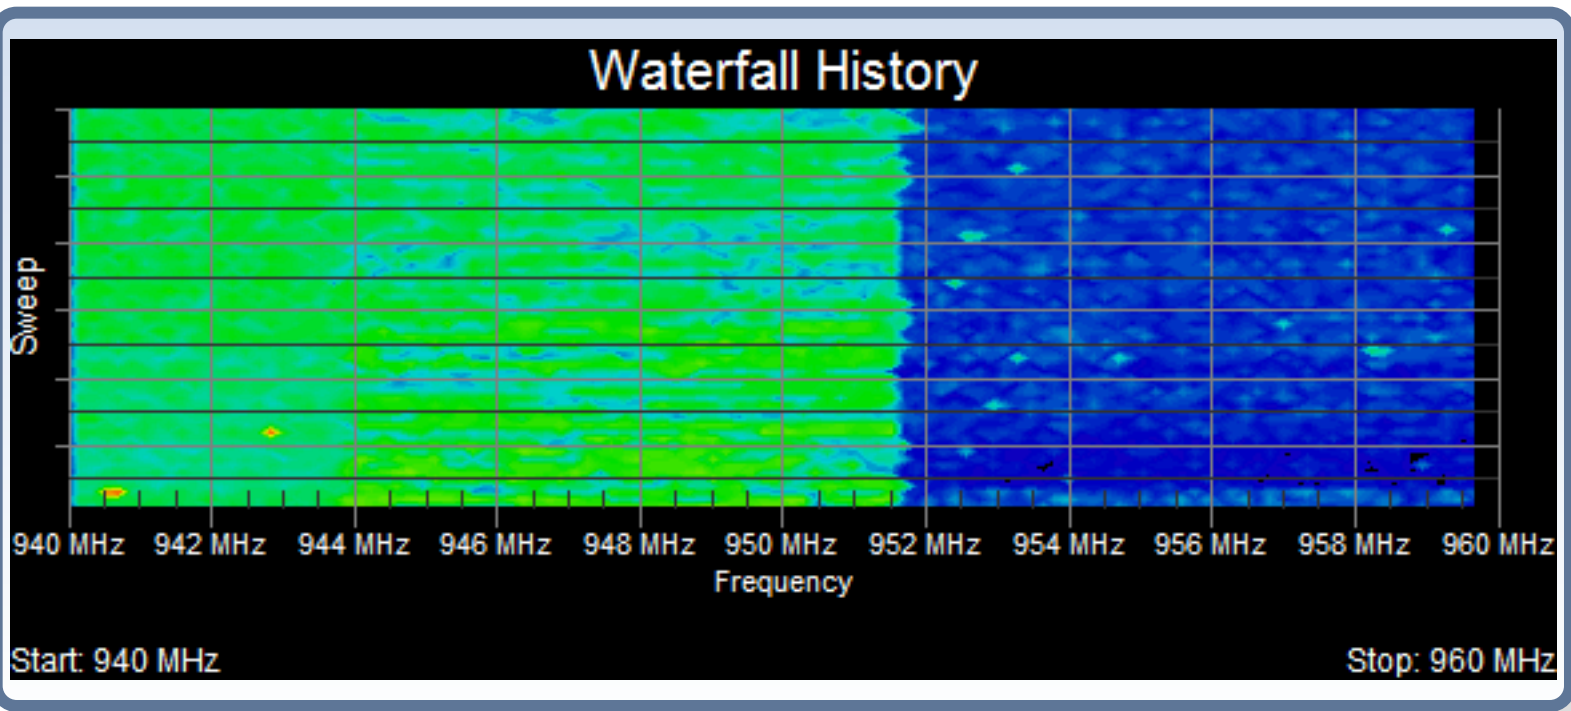 Waterfall History
Sweep
940 MHz 942 MHz 944 MHz 946 MHz 948 MHz 950 MHz 952 MHz 954 MHz 956 MHz 958 MHz 960 MHz
Frequency
Start: 940 MHz Stop: 960 MHz